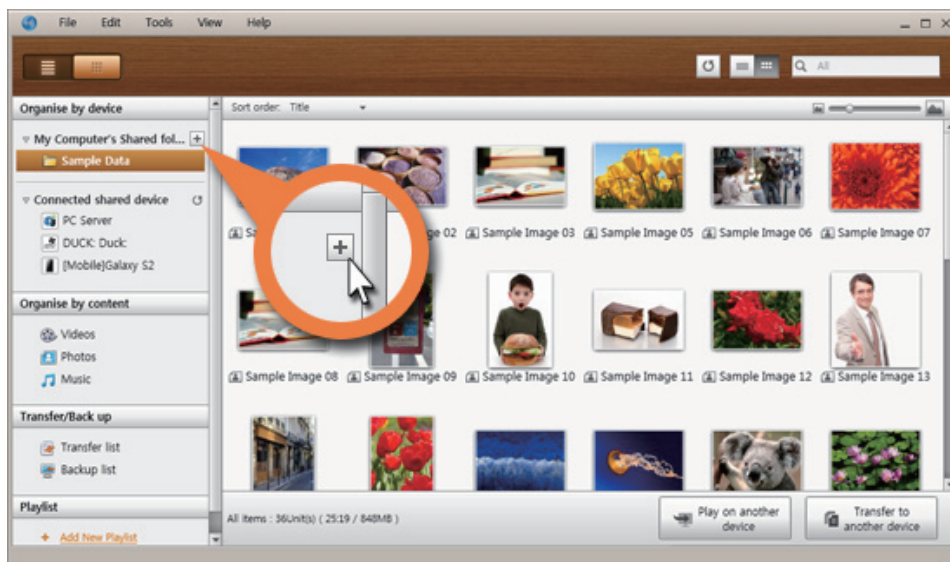 File Edit Tools View Help
All
Organise by device
Sort order: Title
My Computer's Shared fol...
Sample Data
Connected shared device
PC Server
DUCK: Duck:
[Mobile]Galaxy S2
Organise by content
Videos
Photos
Music
Transfer/Back up
Transfer list
Backup list
Playlist
Add New Playlist
02
Sample Image 03
Sample Image 05
Sample Image 06
Sample Image 07
Sample Image 08
Sample Image 09
Sample Image 10
Sample Image 11
Sample Image 12
Sample Image 13
All items : 36Unit(s) ( 25:19 / 848MB )
Play on another
device
Transfer to
another device